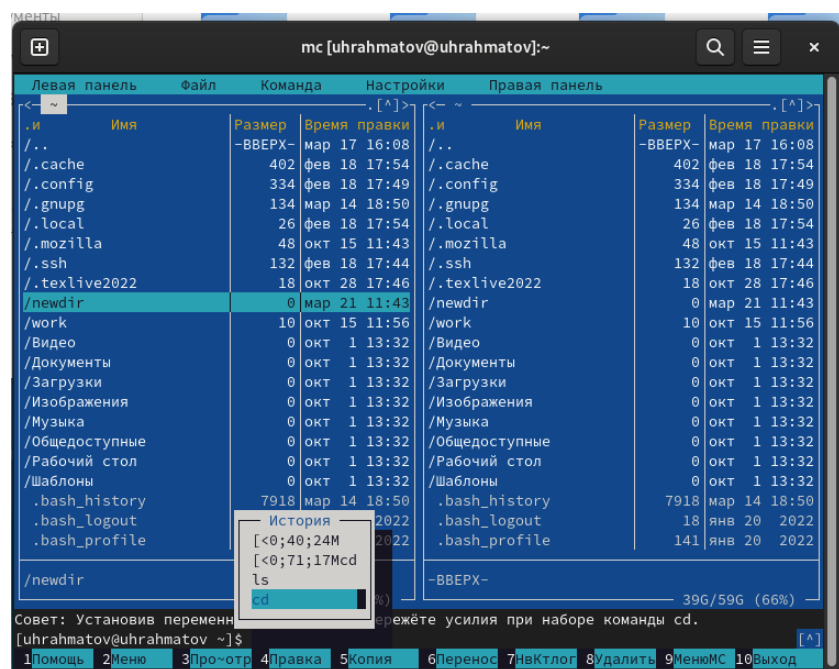 менты
mc [uhrahmatov@uhrahmatov]:~
Левая панель Файл Команда Настройки Правая панель
<— ~ .[^]> <— ~ .[^]>
.и Имя Размер Время правки .и Имя Размер Время правки
/.. -ВВЕРХ- мар 17 16:08 /.. -ВВЕРХ- мар 17 16:08
/.cache 402 фев 18 17:54 /.cache 402 фев 18 17:54
/.config 334 фев 18 17:49 /.config 334 фев 18 17:49
/.gnupg 134 мар 14 18:50 /.gnupg 134 мар 14 18:50
/.local 26 фев 18 17:54 /.local 26 фев 18 17:54
/.mozilla 48 окт 15 11:43 /.mozilla 48 окт 15 11:43
/.ssh 132 фев 18 17:44 /.ssh 132 фев 18 17:44
/.texlive2022 18 окт 28 17:46 /.texlive2022 18 окт 28 17:46
/newdir 0 мар 21 11:43 /newdir 0 мар 21 11:43
/work 10 окт 15 11:56 /work 10 окт 15 11:56
/Видео 0 окт 1 13:32 /Видео 0 окт 1 13:32
/Документы 0 окт 1 13:32 /Документы 0 окт 1 13:32
/Загрузки 0 окт 1 13:32 /Загрузки 0 окт 1 13:32
/Изображения 0 окт 1 13:32 /Изображения 0 окт 1 13:32
/Музыка 0 окт 1 13:32 /Музыка 0 окт 1 13:32
/Общедоступные 0 окт 1 13:32 /Общедоступные 0 окт 1 13:32
/Рабочий стол 0 окт 1 13:32 /Рабочий стол 0 окт 1 13:32
/Шаблоны 0 окт 1 13:32 /Шаблоны 0 окт 1 13:32
.bash_history 7918 мар 14 18:50 .bash_history 7918 мар 14 18:50
.bash_logout История 2022 .bash_logout 18 янв 20 2022
.bash_profile [<0;40;24M 2022 .bash_profile 141 янв 20 2022
[<0;71;17Mcd
/newdir ls -ВВЕРХ-
cd %) 39G/59G (66%)
Совет: Установив переменн ережёте усилия при наборе команды cd.
[uhrahmatov@uhrahmatov ~]$ [^]
1Помощь 2Меню 3Про~отр 4Правка 5Копия 6Перенос 7НвКтлог 8Удалить 9МенюМС 10Выход